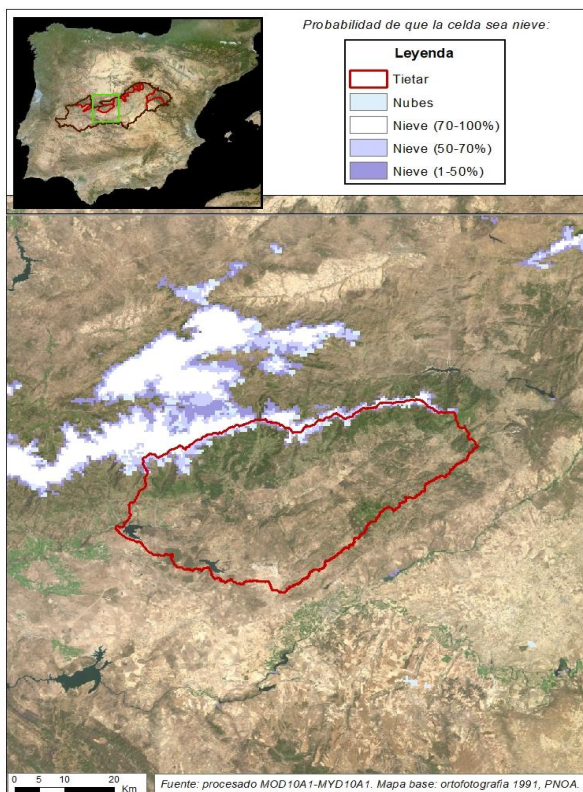 Probabilidad de que la celda sea nieve:
Leyenda
Tietar
Nubes
Nieve (70-100%)
Nieve (50-70%)
Nieve (1-50%)
0 5 10 20
Km
Fuente: procesado MOD10A1-MYD10A1. Mapa base: ortofotografia 1991, PNOA.